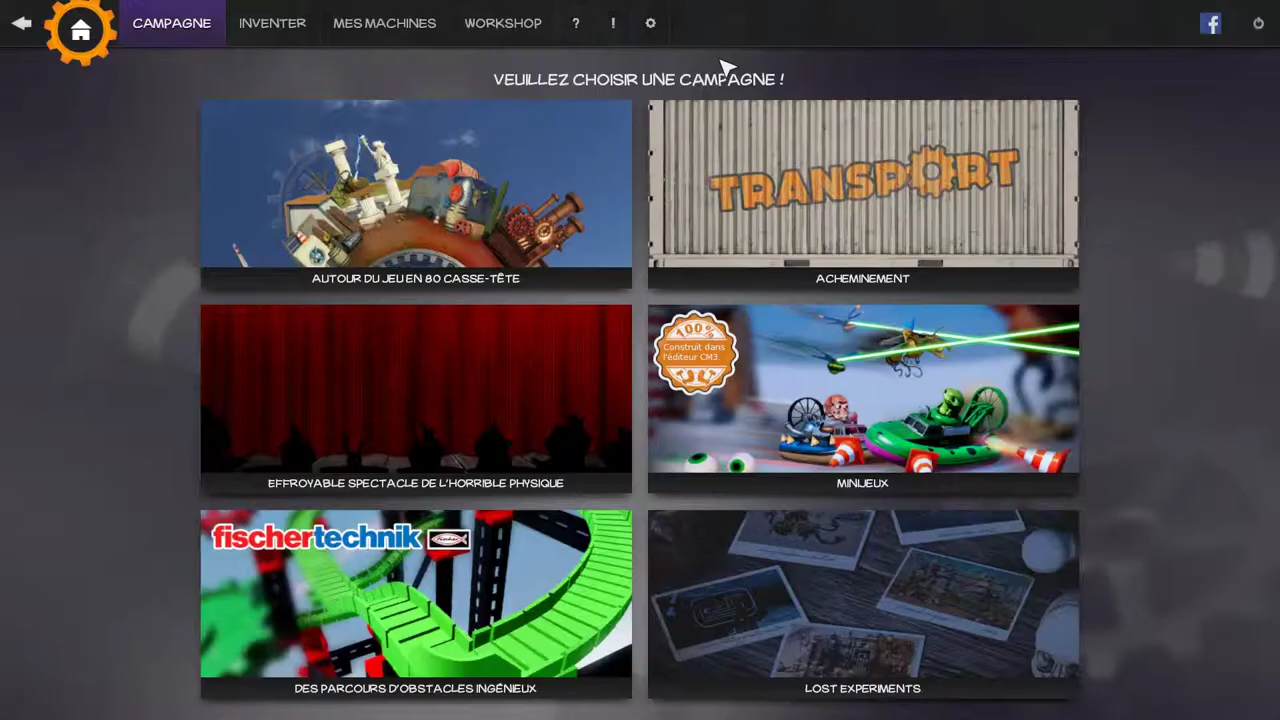 CAMPAGNE
INVENTER
MES MACHINES
WORKSHOP
?
!
VEUILLEZ CHOISIR UNE CAMPAGNE !
TRANSPORT
AUTOUR DU JEU EN 80 CASSE-TÊTE
ACHEMINEMENT
100%
Construit dans
l'éditeur CM3.
EFFROYABLE SPECTACLE DE L'HORRIBLE PHYSIQUE
MINIJEUX
fischertechnik
DES PARCOURS D'OBSTACLES INGÉNIEUX
LOST EXPERIMENTS